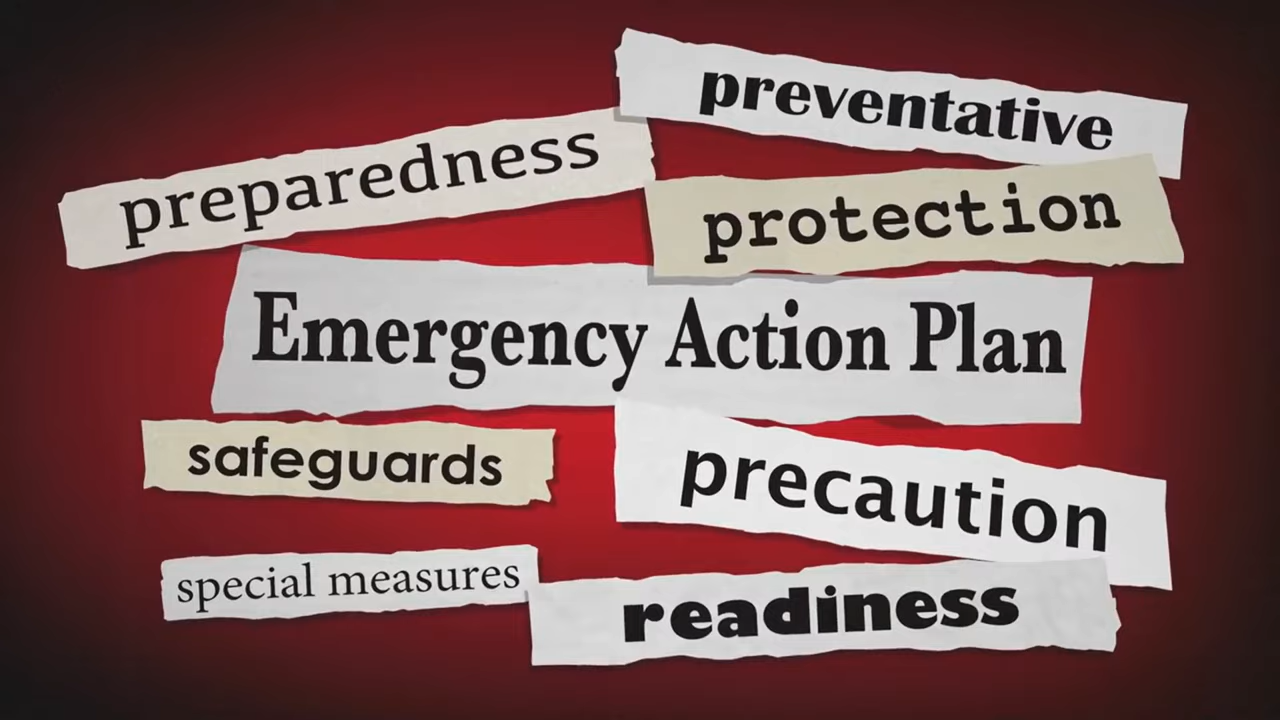 preventative
preparedness
protection
Emergency Action Plan
safeguards
precaution
special measures
readiness